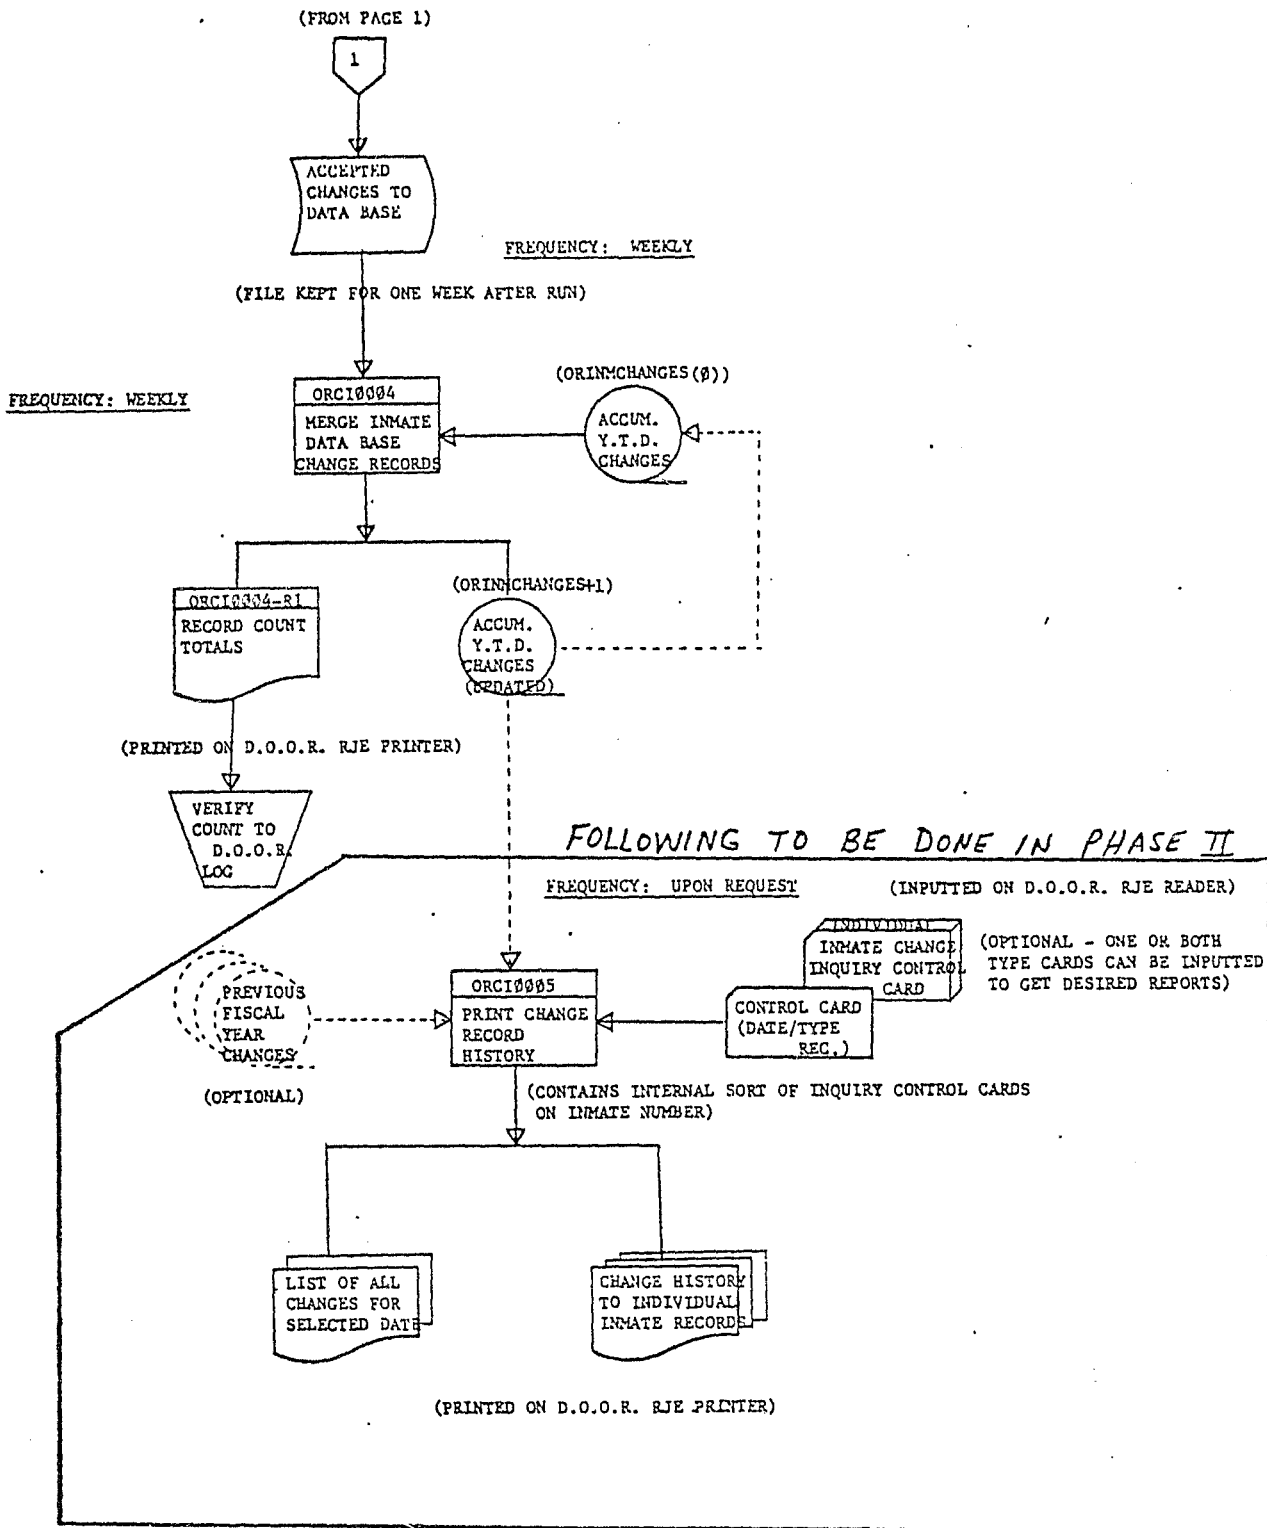 (FROM PAGE 1)
1
ACCEPTED
CHANGES TO
DATA BASE
FREQUENCY: WEEKLY
(FILE KEPT FOR ONE WEEK AFTER RUN)
FREQUENCY: WEEKLY
ORCI0004
MERGE INMATE
DATA BASE
CHANGE RECORDS
(ORINMCHANGES(0))
ACCUM.
Y.T.D.
CHANGES
ORCI0004-R1
RECORD COUNT
TOTALS
(ORINMCHANGES+1)
ACCUM.
Y.T.D.
CHANGES
(UPDATED)
(PRINTED ON D.O.O.R. RJE PRINTER)
VERIFY
COUNT TO
D.O.O.R.
LOG
FOLLOWING TO BE DONE IN PHASE II
FREQUENCY: UPON REQUEST
(INPUTTED ON D.O.O.R. RJE READER)
INDIVIDUAL
INMATE CHANGE
INQUIRY CONTROL
CARD
(OPTIONAL - ONE OR BOTH
TYPE CARDS CAN BE INPUTTED
TO GET DESIRED REPORTS)
PREVIOUS
FISCAL
YEAR
CHANGES
(OPTIONAL)
ORCI0005
PRINT CHANGE
RECORD
HISTORY
CONTROL CARD
(DATE/TYPE
REC.)
(CONTAINS INTERNAL SORT OF INQUIRY CONTROL CARDS
ON INMATE NUMBER)
LIST OF ALL
CHANGES FOR
SELECTED DATE
CHANGE HISTORY
TO INDIVIDUAL
INMATE RECORDS
(PRINTED ON D.O.O.R. RJE PRINTER)